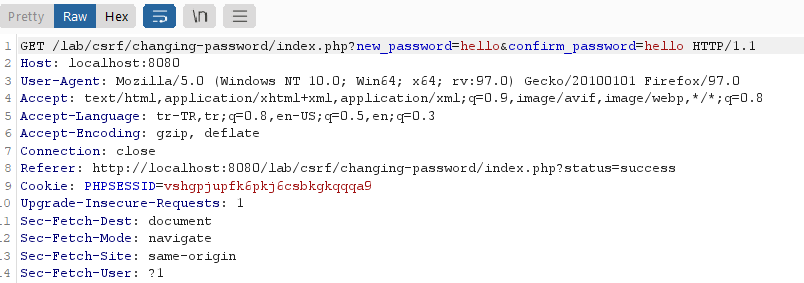 Pretty Raw Hex \n
1 GET /lab/csrf/changing-password/index.php?new_password=hello&confirm_password=hello HTTP/1.1
2 Host: localhost:8080
3 User-Agent: Mozilla/5.0 (Windows NT 10.0; Win64; x64; rv:97.0) Gecko/20100101 Firefox/97.0
4 Accept: text/html,application/xhtml+xml,application/xml;q=0.9,image/avif,image/webp,*/*;q=0.8
5 Accept-Language: tr-TR,tr;q=0.8,en-US;q=0.5,en;q=0.3
6 Accept-Encoding: gzip, deflate
7 Connection: close
8 Referer: http://localhost:8080/lab/csrf/changing-password/index.php?status=success
9 Cookie: PHPSESSID=vshgpjupfk6pkj6csbkgkqqqa9
10 Upgrade-Insecure-Requests: 1
11 Sec-Fetch-Dest: document
12 Sec-Fetch-Mode: navigate
13 Sec-Fetch-Site: same-origin
14 Sec-Fetch-User: ?1